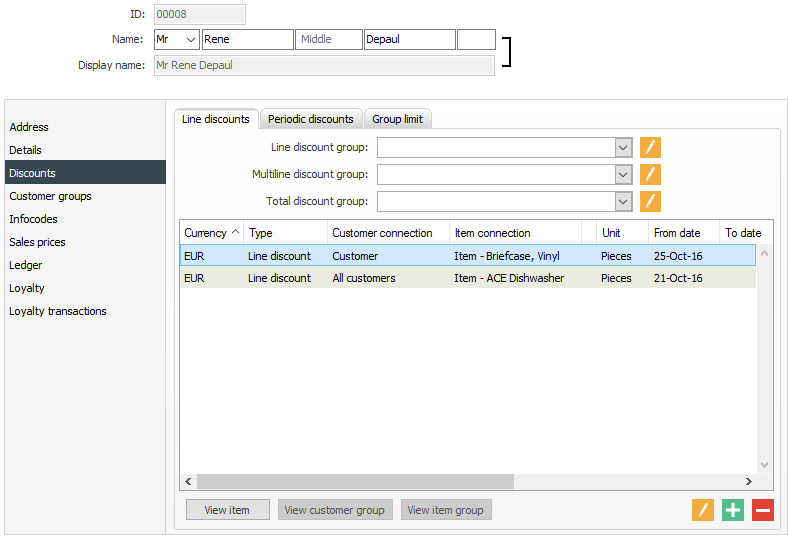 ID: 00008
Name: Mr Rene Middle Depaul
Display name: Mr Rene Depaul
Address
Details
Discounts
Customer groups
Infocodes
Sales prices
Ledger
Loyalty
Loyalty transactions
Line discounts Periodic discounts Group limit
Line discount group:
Multiline discount group:
Total discount group:
Currency Type Customer connection Item connection Unit From date To date
EUR Line discount Customer Item - Briefcase, Vinyl Pieces 25-Oct-16
EUR Line discount All customers Item - ACE Dishwasher Pieces 21-Oct-16
View item View customer group View item group